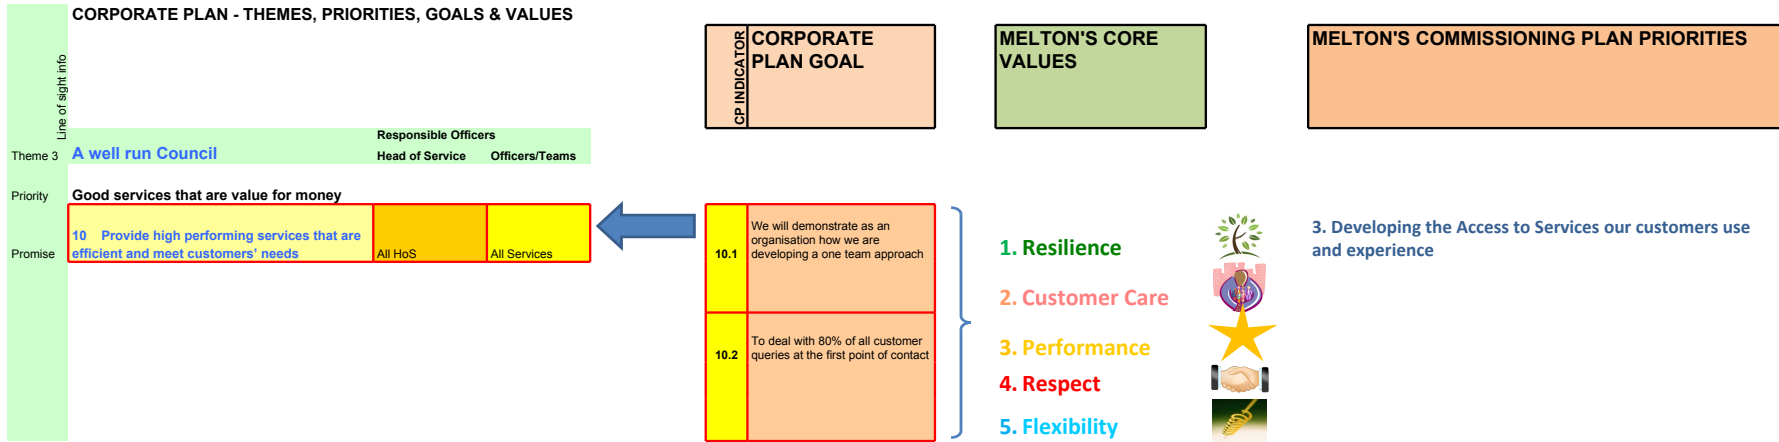 CORPORATE PLAN - THEMES, PRIORITIES, GOALS & VALUES
Line of sight info
Responsible Officers
Theme 3 A well run Council Head of Service Officers/Teams
Priority Good services that are value for money
Promise
10 Provide high performing services that are
efficient and meet customers' needs
All HoS
All Services
CP INDICATOR
CORPORATE
PLAN GOAL
10.1
We will demonstrate as an
organisation how we are
developing a one team approach
10.2
To deal with 80% of all customer
queries at the first point of contact
MELTON'S CORE
VALUES
1. Resilience
2. Customer Care
3. Performance
4. Respect
5. Flexibility
MELTON'S COMMISSIONING PLAN PRIORITIES
3. Developing the Access to Services our customers use
and experience